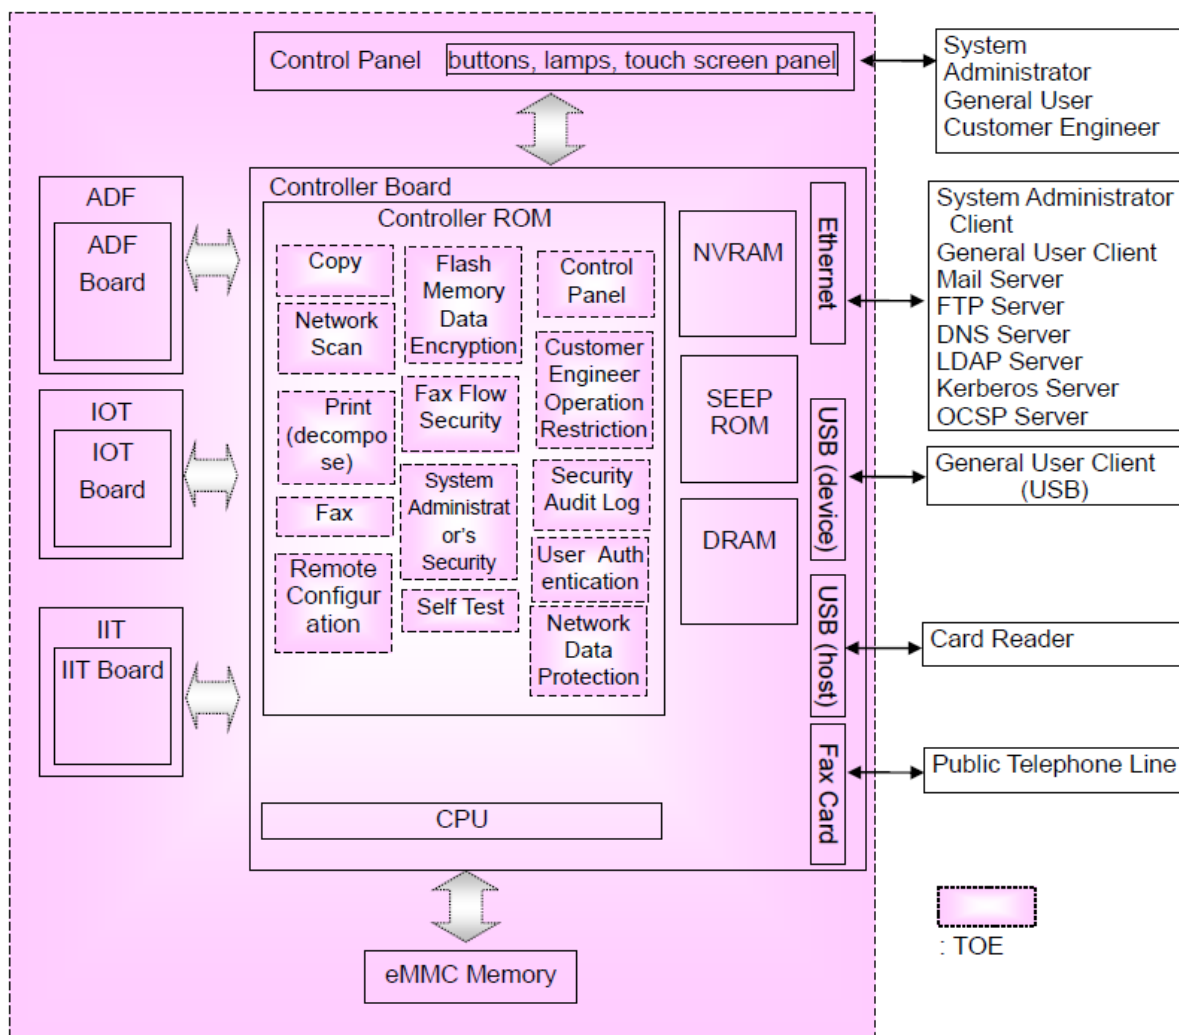 Control Panel
buttons, lamps, touch screen panel
System
Administrator
General User
Customer Engineer
ADF
ADF
Board
IOT
IOT
Board
IIT
IIT Board
Controller Board
Controller ROM
Copy
Network
Scan
Print
(decompo
se)
Fax
Remote
Configur
ation
Flash
Memory
Data
Encryption
Fax Flow
Security
System
Administrat
or's
Security
Self Test
Control
Panel
Customer
Engineer
Operation
Restriction
Security
Audit Log
User Auth
entication
Network
Data
Protection
NVRAM
SEEP
ROM
DRAM
CPU
Ethernet
USB (device)
USB (host)
Fax Card
System Administrator
Client
General User Client
Mail Server
FTP Server
DNS Server
LDAP Server
Kerberos Server
OCSP Server
General User Client
(USB)
Card Reader
Public Telephone Line
eMMC Memory
: TOE